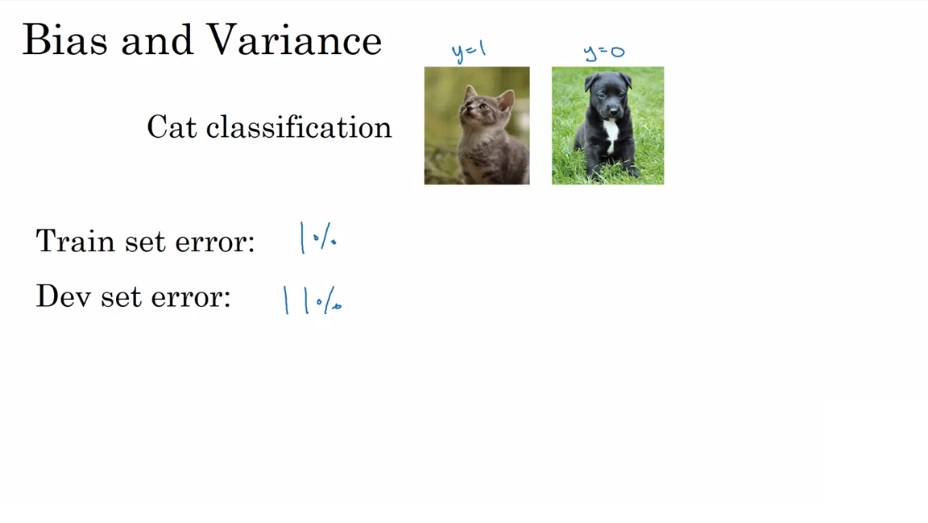 Bias and Variance
y=1
y=0
Cat classification
Train set error: 1%
Dev set error: 11%